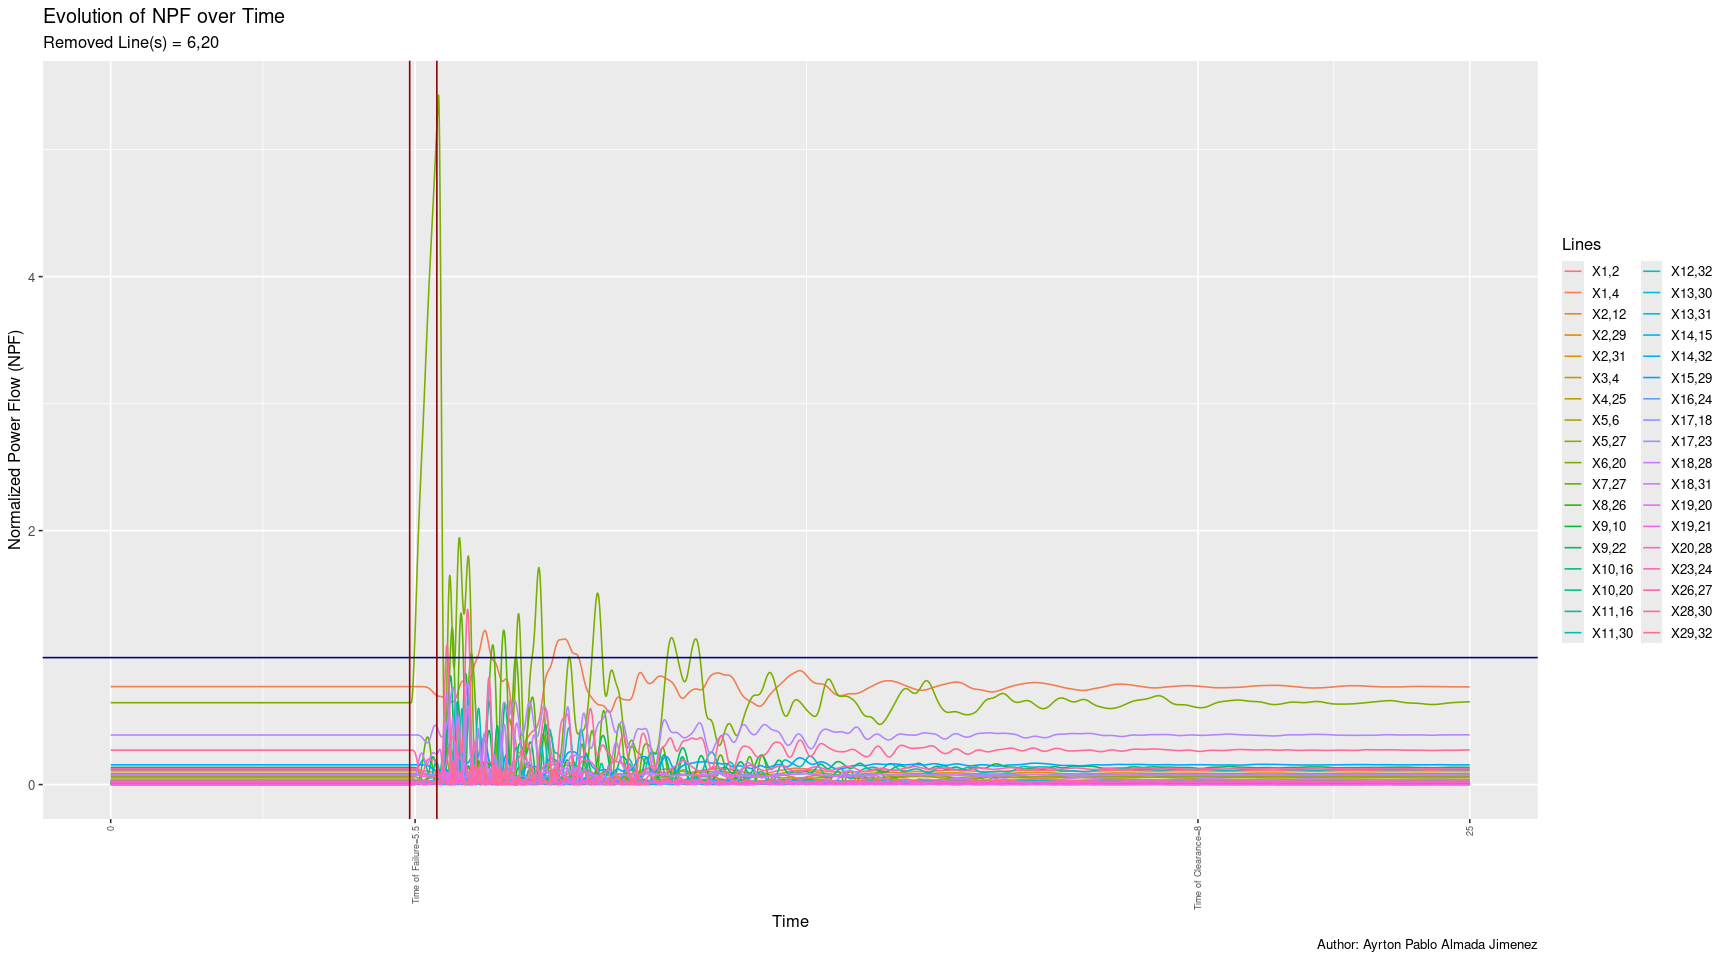 Evolution of NPF over Time
Removed Line(s) = 6,20
Normalized Power Flow (NPF)
4
2
0
0
Time of Failure=5.5
Time of Clearance=8
25
Time
Lines
X1,2
X1,4
X2,12
X2,29
X2,31
X3,4
X4,25
X5,6
X5,27
X6,20
X7,27
X8,26
X9,10
X9,22
X10,16
X10,20
X11,16
X11,30
X12,32
X13,30
X13,31
X14,15
X14,32
X15,29
X16,24
X17,18
X17,23
X18,28
X18,31
X19,20
X19,21
X20,28
X23,24
X26,27
X28,30
X29,32
Author: Ayrton Pablo Almada Jimenez